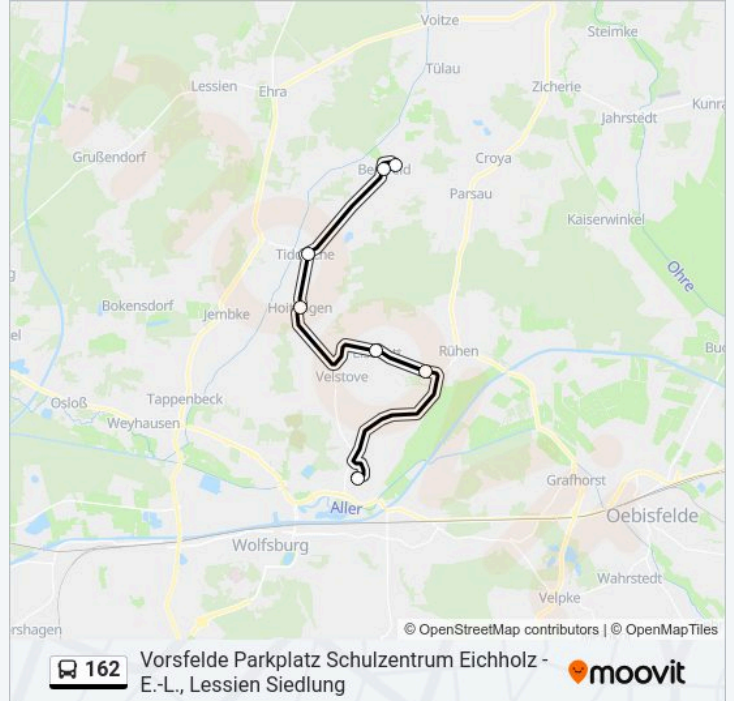 Voitze
Steimke
Tülau
Lessien
Ehra
Zicherie
Jahrstedt
Grußendorf
Croya
Parsau
Kaiserwinkel
Ohre
Bokensdorf
Jembke
Rühen
Velstove
Tappenbeck
Osloß
Weyhausen
Grafhorst
Aller
Oebisfelde
Wolfsburg
Wahrstedt
Velpke
© OpenStreetMap contributors | © OpenMapTiles
162 Vorsfelde Parkplatz Schulzentrum Eichholz -
E.-L., Lessien Siedlung
moovit